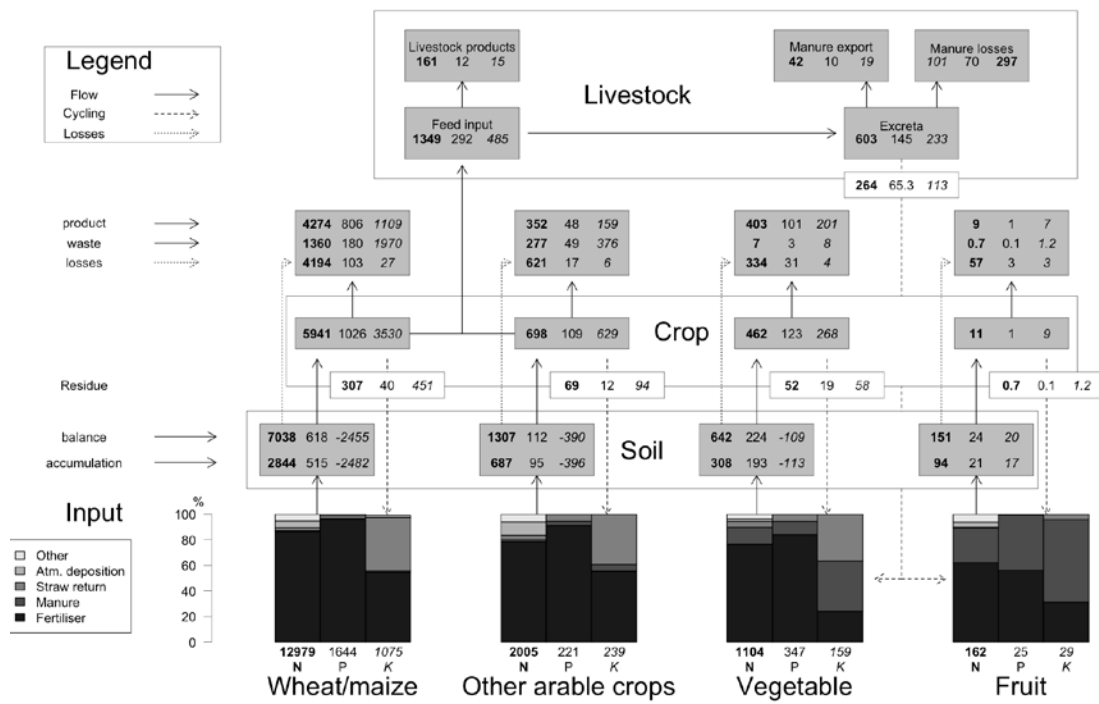 Legend
Flow
Cycling
Losses
Livestock products
161 12 15
Manure export
42 10 19
Manure losses
101 70 297
Livestock
Feed input
1349 292 485
Excreta
603 145 233
264 65.3 113
product
waste
losses
4274 806 1109
1360 180 1970
4194 103 27
352 48 159
277 49 376
621 17 6
403 101 201
7 3 8
334 31 4
9 1 7
0.7 0.1 1.2
57 3 3
5941 1026 3530
698 109 629
Crop
462 123 268
11 1 9
Residue
307 40 451
69 12 94
52 19 58
0.7 0.1 1.2
balance
accumulation
7038 618 -2455
2844 515 -2482
1307 112 -390
687 95 -396
Soil
642 224 -109
308 193 -113
151 24 20
94 21 17
Input
Other
Atm. deposition
Straw return
Manure
Fertiliser
%
100
80
60
40
20
0
12979 1644 1075
N P K
Wheat/maize
2005 221 239
N P K
Other arable crops
1104 347 159
N P K
Vegetable
162 25 29
N P K
Fruit